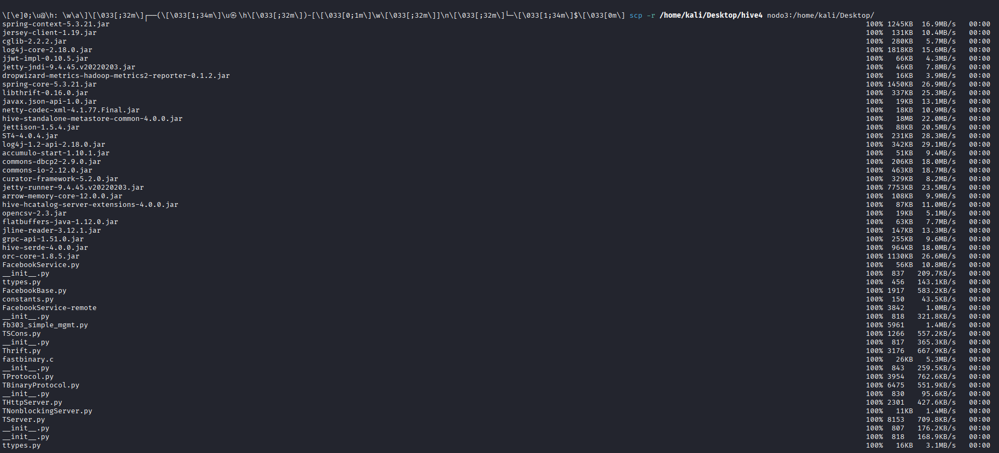 \[\e]0;\u@\h: \w\a\]\[\033[;32m\]┌──(\[\033[1;34m\]\u㉿\h\[\033[;32m\])-[\[\033[0;1m\]\w\[\033[;32m\]]\n\[\033[;32m\]└─\[\033[1;34m\]$\[\033[0m\] scp -r /home/kali/Desktop/hive4 nodo3:/home/kali/Desktop/
spring-context-5.3.21.jar 100% 1245KB 16.9MB/s 00:00
jersey-client-1.19.jar 100% 131KB 10.4MB/s 00:00
cglib-2.2.2.jar 100% 280KB 5.7MB/s 00:00
log4j-core-2.18.0.jar 100% 1818KB 15.6MB/s 00:00
jjwt-impl-0.10.5.jar 100% 66KB 4.3MB/s 00:00
jetty-jndi-9.4.45.v20220203.jar 100% 46KB 7.8MB/s 00:00
dropwizard-metrics-hadoop-metrics2-reporter-0.1.2.jar 100% 16KB 3.9MB/s 00:00
spring-core-5.3.21.jar 100% 1450KB 26.9MB/s 00:00
libthrift-0.16.0.jar 100% 337KB 25.3MB/s 00:00
javax.json-api-1.0.jar 100% 19KB 13.1MB/s 00:00
netty-codec-xml-4.1.77.Final.jar 100% 18KB 10.9MB/s 00:00
hive-standalone-metastore-common-4.0.0.jar 100% 18MB 22.0MB/s 00:00
jettison-1.5.4.jar 100% 88KB 20.5MB/s 00:00
ST4-4.0.4.jar 100% 231KB 28.3MB/s 00:00
log4j-1.2-api-2.18.0.jar 100% 342KB 29.1MB/s 00:00
accumulo-start-1.10.1.jar 100% 51KB 9.4MB/s 00:00
commons-dbcp2-2.9.0.jar 100% 206KB 18.0MB/s 00:00
commons-io-2.12.0.jar 100% 463KB 18.7MB/s 00:00
curator-framework-5.2.0.jar 100% 329KB 8.2MB/s 00:00
jetty-runner-9.4.45.v20220203.jar 100% 7753KB 23.5MB/s 00:00
arrow-memory-core-12.0.0.jar 100% 108KB 9.9MB/s 00:00
hive-hcatalog-server-extensions-4.0.0.jar 100% 87KB 11.0MB/s 00:00
opencsv-2.3.jar 100% 19KB 5.1MB/s 00:00
flatbuffers-java-1.12.0.jar 100% 63KB 7.7MB/s 00:00
jline-reader-3.12.1.jar 100% 147KB 13.3MB/s 00:00
grpc-api-1.51.0.jar 100% 255KB 9.6MB/s 00:00
hive-serde-4.0.0.jar 100% 964KB 18.0MB/s 00:00
orc-core-1.8.5.jar 100% 1130KB 26.6MB/s 00:00
FacebookService.py 100% 56KB 10.8MB/s 00:00
__init__.py 100% 837 209.7KB/s 00:00
ttypes.py 100% 456 143.1KB/s 00:00
FacebookBase.py 100% 1917 583.2KB/s 00:00
constants.py 100% 150 43.5KB/s 00:00
FacebookService-remote 100% 3842 1.0MB/s 00:00
__init__.py 100% 818 321.8KB/s 00:00
fb303_simple_mgmt.py 100% 5961 1.4MB/s 00:00
TSCons.py 100% 1266 557.2KB/s 00:00
__init__.py 100% 817 365.3KB/s 00:00
Thrift.py 100% 3176 667.9KB/s 00:00
fastbinary.c 100% 26KB 5.3MB/s 00:00
__init__.py 100% 843 259.5KB/s 00:00
TProtocol.py 100% 3954 762.6KB/s 00:00
TBinaryProtocol.py 100% 6475 551.9KB/s 00:00
__init__.py 100% 830 95.6KB/s 00:00
THttpServer.py 100% 2301 427.6KB/s 00:00
TNonblockingServer.py 100% 11KB 1.4MB/s 00:00
TServer.py 100% 8153 709.8KB/s 00:00
__init__.py 100% 807 176.2KB/s 00:00
__init__.py 100% 818 168.9KB/s 00:00
ttypes.py 100% 16KB 3.1MB/s 00:00